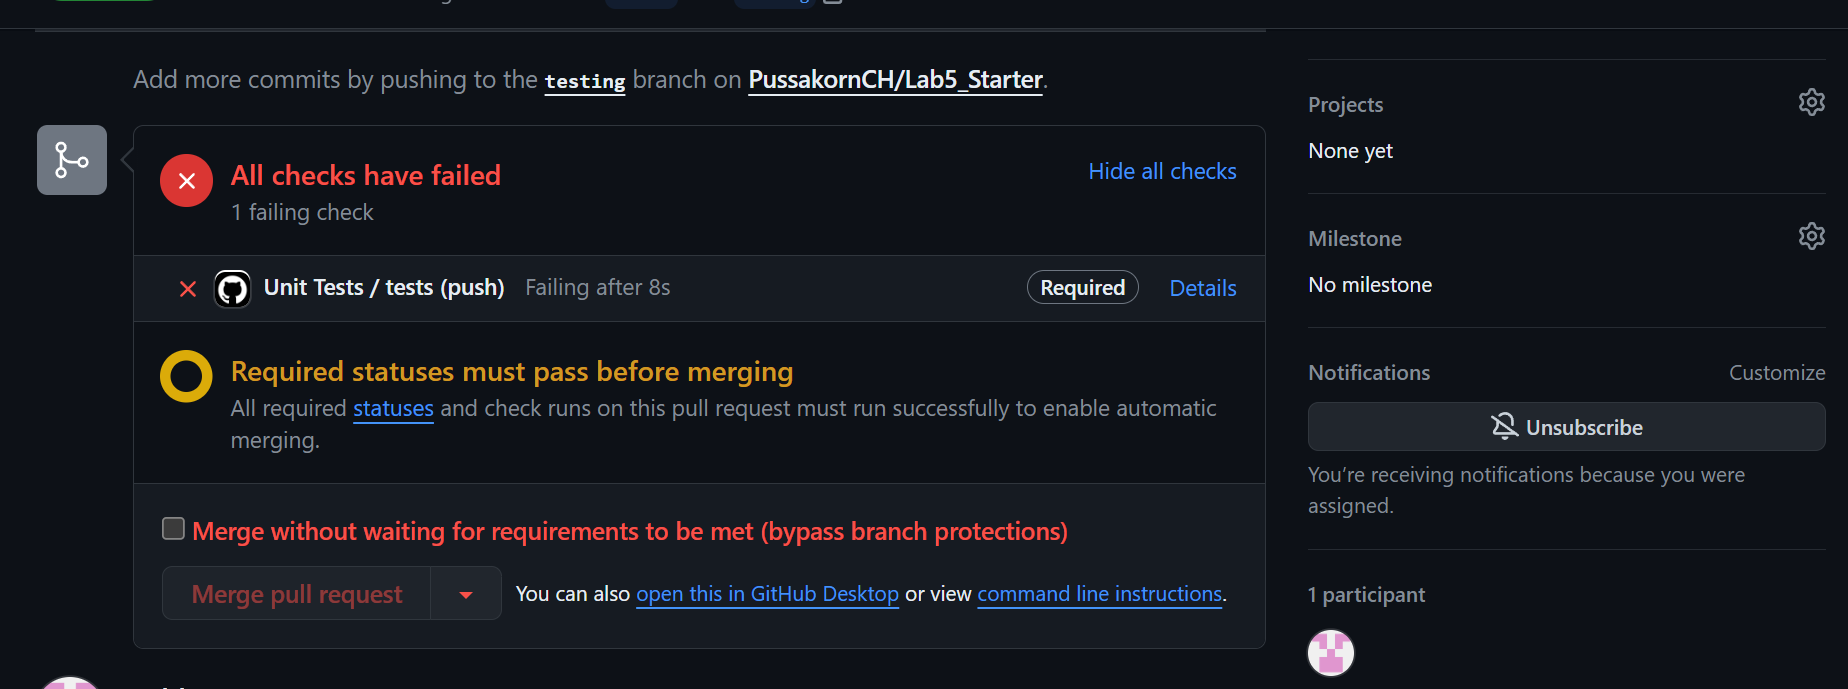 Add more commits by pushing to the testing branch on PussakornCH/Lab5_Starter.
All checks have failed
Hide all checks
1 failing check
Unit Tests / tests (push) Failing after 8s
Required
Details
Required statuses must pass before merging
All required statuses and check runs on this pull request must run successfully to enable automatic
merging.
Merge without waiting for requirements to be met (bypass branch protections)
Merge pull request
You can also open this in GitHub Desktop or view command line instructions.
Projects
None yet
Milestone
No milestone
Notifications
Customize
Unsubscribe
You’re receiving notifications because you were
assigned.
1 participant